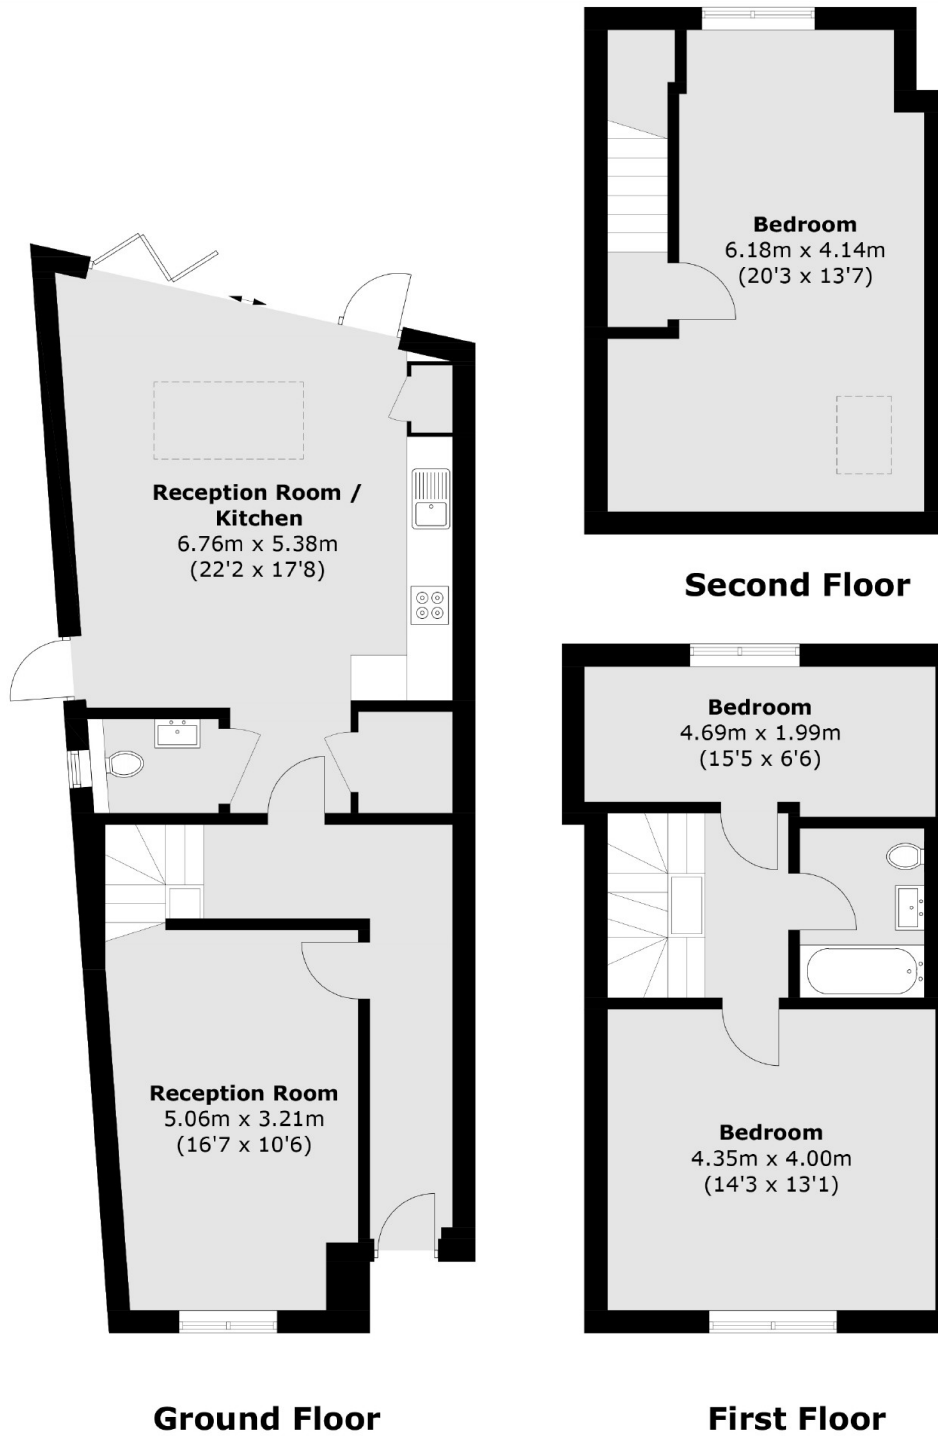 Bedroom
6.18m x 4.14m
(20'3 x 13'7)
Second Floor
Reception Room /
Kitchen
6.76m x 5.38m
(22'2 x 17'8)
Reception Room
5.06m x 3.21m
(16'7 x 10'6)
Ground Floor
Bedroom
4.69m x 1.99m
(15'5 x 6'6)
Bedroom
4.35m x 4.00m
(14'3 x 13'1)
First Floor